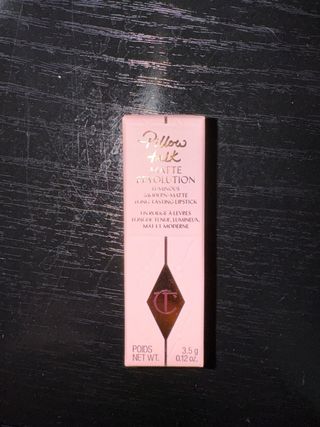 Pillow
talk
MATTE
REVOLUTION
LUMINOUS
MODERN-MATTE
LONG LASTING LIPSTICK
UN ROUGE À LÈVRES
LONGUE TENUE, LUMINEUX,
MAT ET MODERNE
CT
POIDS 3.5 g
NET WT. 0.12 oz.